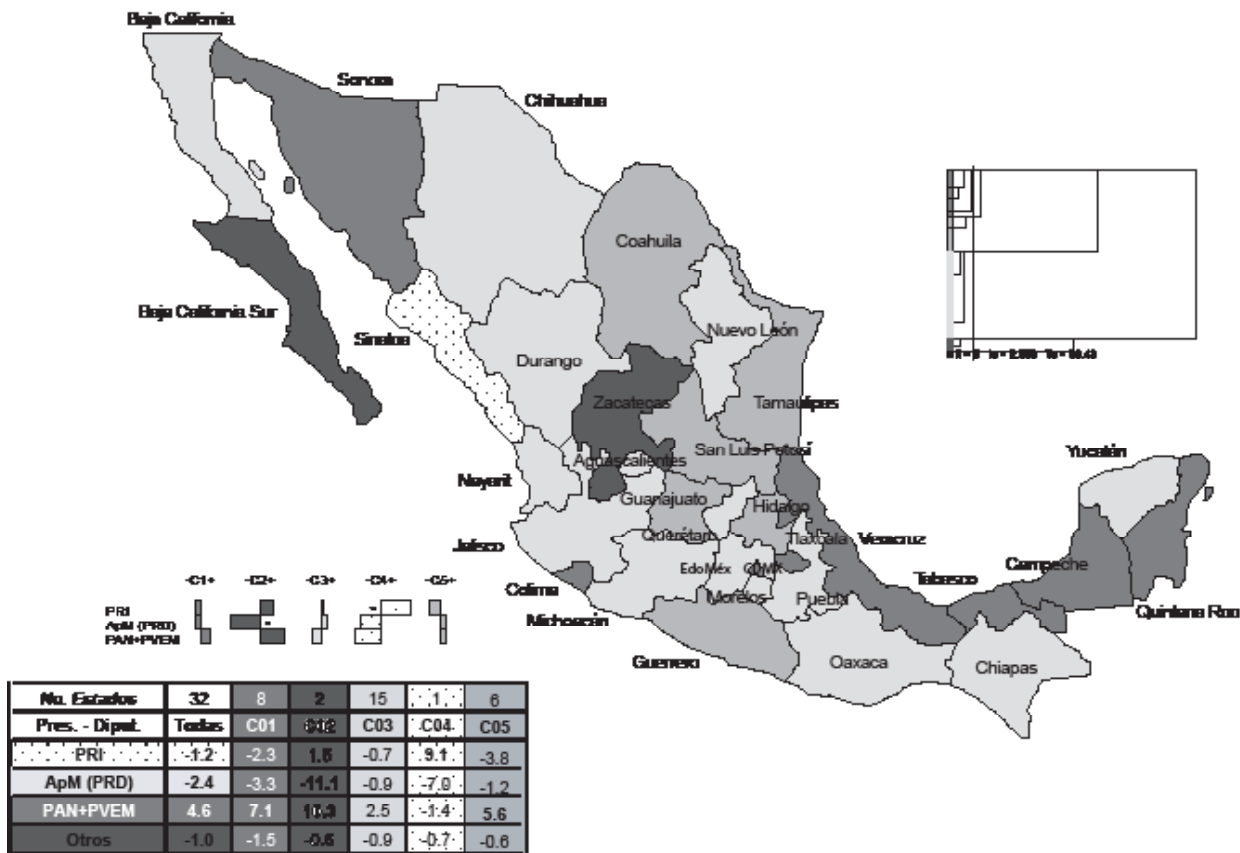 Baja California
Sonora
Chihuahua
Coahuila
Baja California Sur
Sinaloa
Nuevo León
Durango
Zacatecas
Tamaulipas
San Luis Potosí
Aguascalientes
Nayarit
Yucatán
Guanajuato
Hidalgo
Querétaro
Tlaxcala
Veracruz
Jalisco
EdoMéx
CDMX
Campeche
Tabasco
Colima
Morelos
Puebla
Quintana Roo
Michoacán
Guerrero
Oaxaca
Chiapas
-C1+ -C2+ -C3+ -C4+ -C5+
PRI
ApM (PRD)
PAN+PVEM
No. Estados 32 8 2 15 1 6
Pres. - Diput. Todas C01 C02 C03 C04 C05
PRI -1.2 -2.3 1.5 -0.7 9.1 -3.8
ApM (PRD) -2.4 -3.3 -11.1 -0.9 -7.0 -1.2
PAN+PVEM 4.6 7.1 2.5 -1.4 5.6
Otros -1.0 -1.5 -0.9 -0.7 -0.6